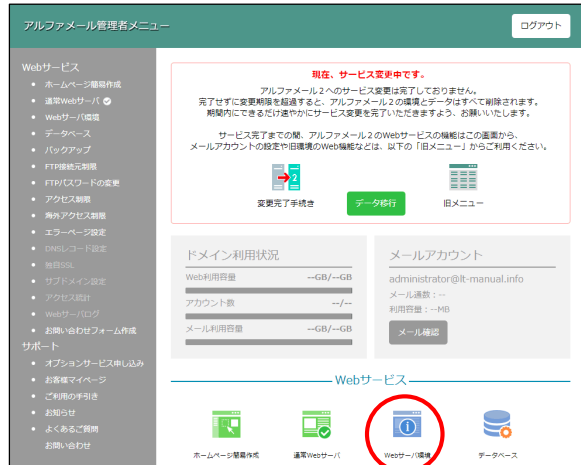 アルファメール管理者メニュー
ログアウト
Webサービス
ホームページ簡易作成
通常Webサーバ
Webサーバ環境
データベース
バックアップ
FTP接続元制限
FTPパスワードの変更
アクセス制限
海外アクセス制限
エラーページ設定
DNSレコード設定
独自SSL
サブドメイン設定
アクセス統計
Webサーバログ
お問い合わせフォーム作成
サポート
オプションサービス申し込み
お客様マイページ
ご利用の手引き
お知らせ
よくあるご質問
お問い合わせ
現在、サービス変更中です。
アルファメール2へのサービス変更は完了しておりません。
完了せずに変更期限を超過すると、アルファメール2の環境とデータはすべて削除されます。
期間内にできるだけ速やかにサービス変更を完了いただきますよう、お願いいたします。
サービス完了までの間、アルファメール2のWebサービスの機能はこの画面から、
メールアカウントの設定や旧環境のWeb機能などは、以下の「旧メニュー」からご利用ください。
2
変更完了手続き
データ移行
旧メニュー
ドメイン利用状況
Web利用容量 --GB/--GB
アカウント数 --/--
メール利用容量 --GB/--GB
メールアカウント
administrator@lt-manual.info
メール通数：--
利用容量：--MB
メール確認
Webサービス
ホームページ簡易作成
通常Webサーバ
Webサーバ環境
データベース